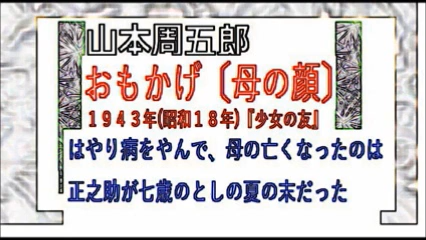 山本周五郎
おもかげ〔母の顔〕
１９４３年(昭和１８年)『少女の友』
はやり病をやんで、母の亡くなったのは
正之助が七歳のとしの夏の末だった